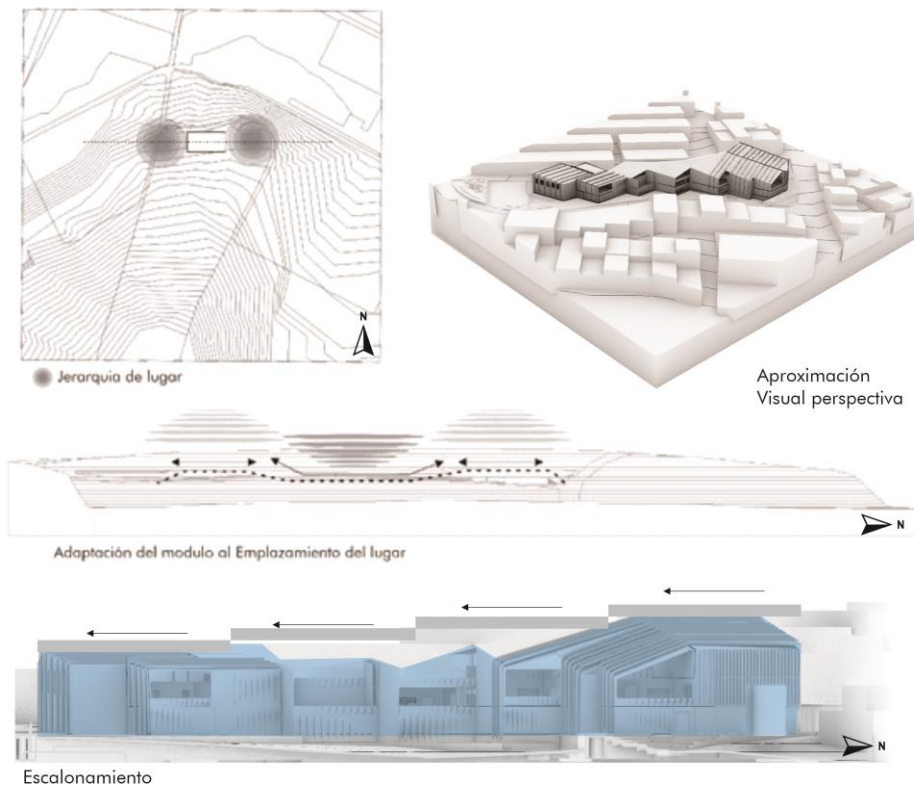 N
Jerarquia de lugar
Aproximación
Visual perspectiva
N
Adaptación del modulo al Emplazamiento del lugar
N
Escalonamiento